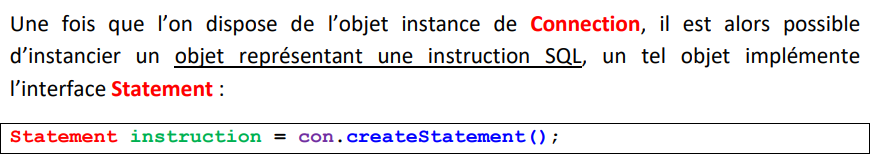 Une fois que l’on dispose de l’objet instance de Connection, il est alors possible
d’instancier un objet représentant une instruction SQL, un tel objet implémente
l’interface Statement :
Statement instruction = con.createStatement();